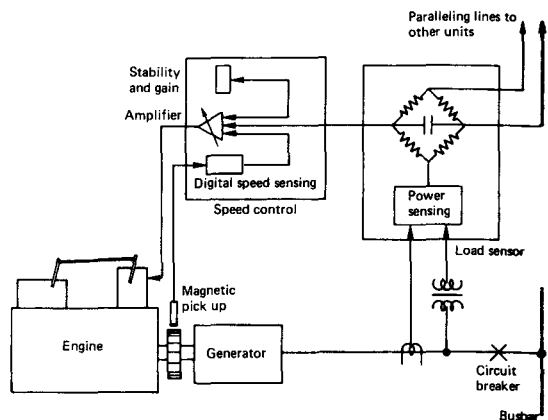 Paralleling lines to
other units
Stability
and gain
Amplifier
Digital speed sensing
Speed control
Power
sensing
Load sensor
Magnetic
pick up
Engine
Generator
Circuit
breaker
Busbar